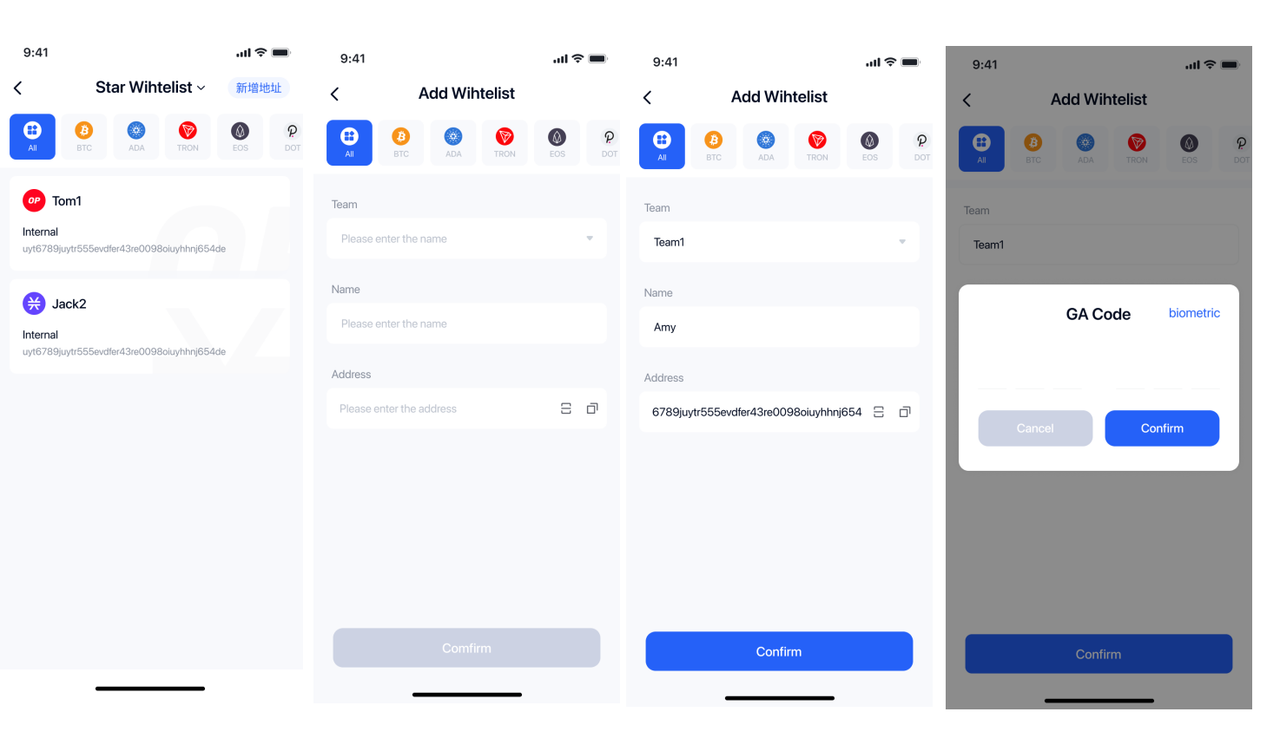 9:41
Star Wihtelist
新增地址
All
BTC
ADA
TRON
EOS
DOT
OP
Tom1
Internal
uyt6789juytr555evdfer43re0098oiuyhhnj654de
Jack2
Internal
uyt6789juytr555evdfer43re0098oiuyhhnj654de
9:41
Add Wihtelist
All
BTC
ADA
TRON
EOS
DOT
Team
Please enter the name
Name
Please enter the name
Address
Please enter the address
Comfirm
9:41
Add Wihtelist
All
BTC
ADA
TRON
EOS
DOT
Team
Team1
Name
Amy
Address
6789juytr555evdfer43re0098oiuyhhnj654
Confirm
9:41
Add Wihtelist
All
BTC
ADA
TRON
EOS
DOT
Team
Team1
GA Code
biometric
Cancel
Confirm
Confirm